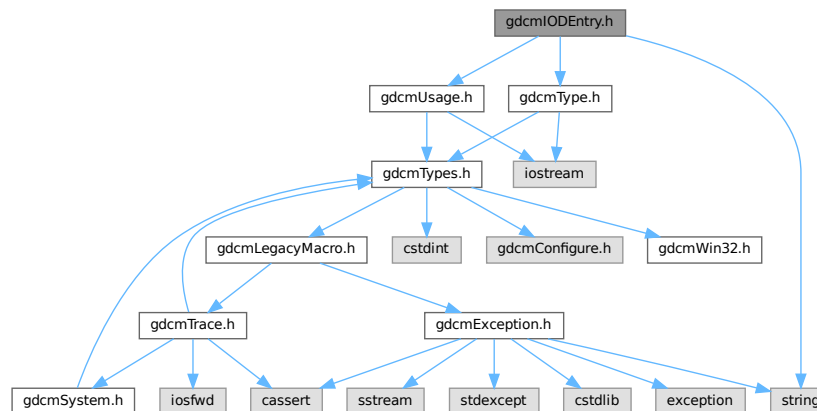 gdcmIODEntry.h
gdcmUsage.h
gdcmType.h
gdcmTypes.h
iostream
gdcmLegacyMacro.h
cstdint
gdcmConfigure.h
gdcmWin32.h
gdcmTrace.h
gdcmException.h
gdcmSystem.h
iosfwd
cassert
sstream
stdexcept
cstdlib
exception
string